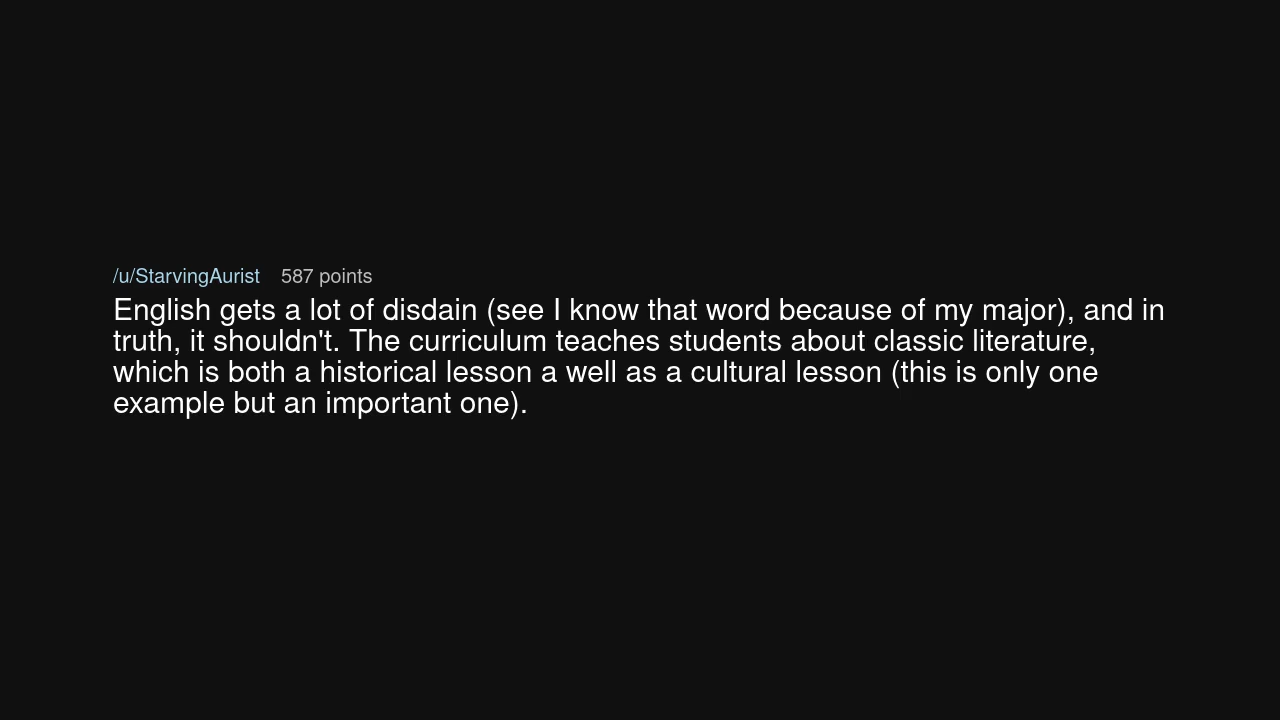 /u/StarvingAurist 587 points
English gets a lot of disdain (see I know that word because of my major), and in
truth, it shouldn't. The curriculum teaches students about classic literature,
which is both a historical lesson a well as a cultural lesson (this is only one
example but an important one).